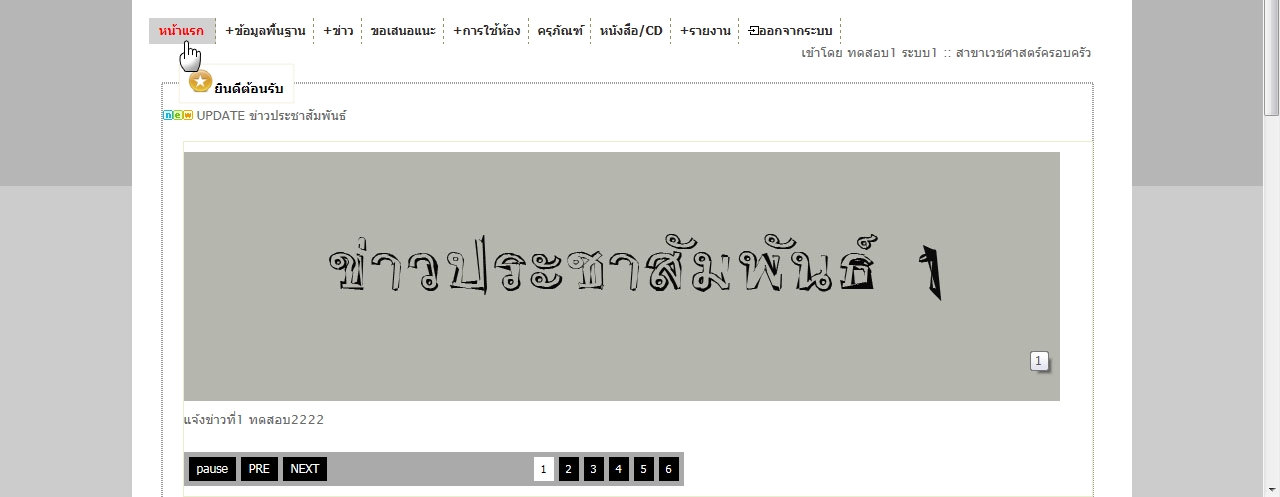 หน้าแรก +ข้อมูลพื้นฐาน +ข่าว ขอเสนอแนะ +การใช้ห้อง ครุภัณฑ์ หนังสือ/CD +รายงาน ออกจากระบบ
เข้าโดย ทดสอบ1 ระบบ1 :: สาขาเวชศาสตร์ครอบครัว
ยินดีต้อนรับ
new UPDATE ข่าวประชาสัมพันธ์
ข่าวประชาสัมพันธ์ 1
1
แจ้งข่าวที่1 ทดสอบ2222
pause PRE NEXT 1 2 3 4 5 6